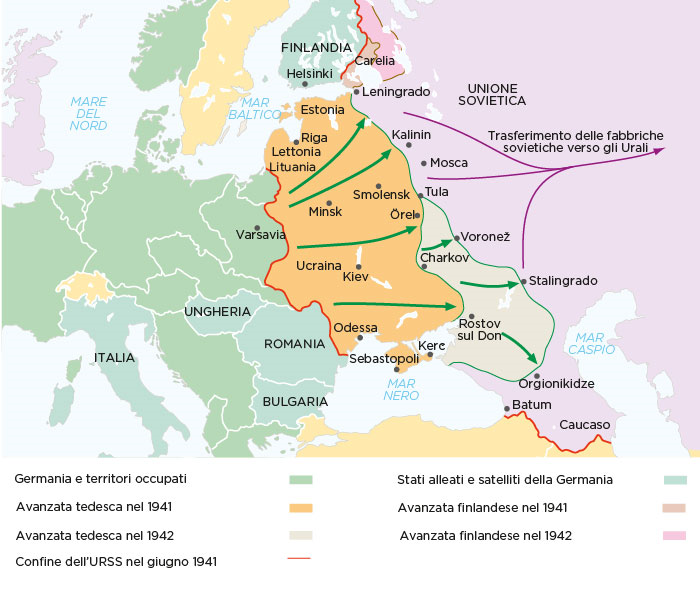 FINLANDIA
Carelia
Helsinki
Leningrado
UNIONE
SOVIETICA
MARE
DEL
NORD
MAR
BALTICO
Estonia
Riga
Lettonia
Lituania
Kalinin
Trasferimento delle fabbriche
sovietiche verso gli Urali
Mosca
Smolensk
Tula
Minsk
Örel
Varsavia
Voronež
Ucraina
Kiev
Charkov
Stalingrado
UNGHERIA
Odessa
Rostov
sul Don
ROMANIA
Kerč
ITALIA
Sebastopoli
MAR
CASPIO
MAR
NERO
Orgionikidze
BULGARIA
Batum
Caucaso
Germania e territori occupati
Stati alleati e satelliti della Germania
Avanzata tedesca nel 1941
Avanzata finlandese nel 1941
Avanzata tedesca nel 1942
Avanzata finlandese nel 1942
Confine dell'URSS nel giugno 1941